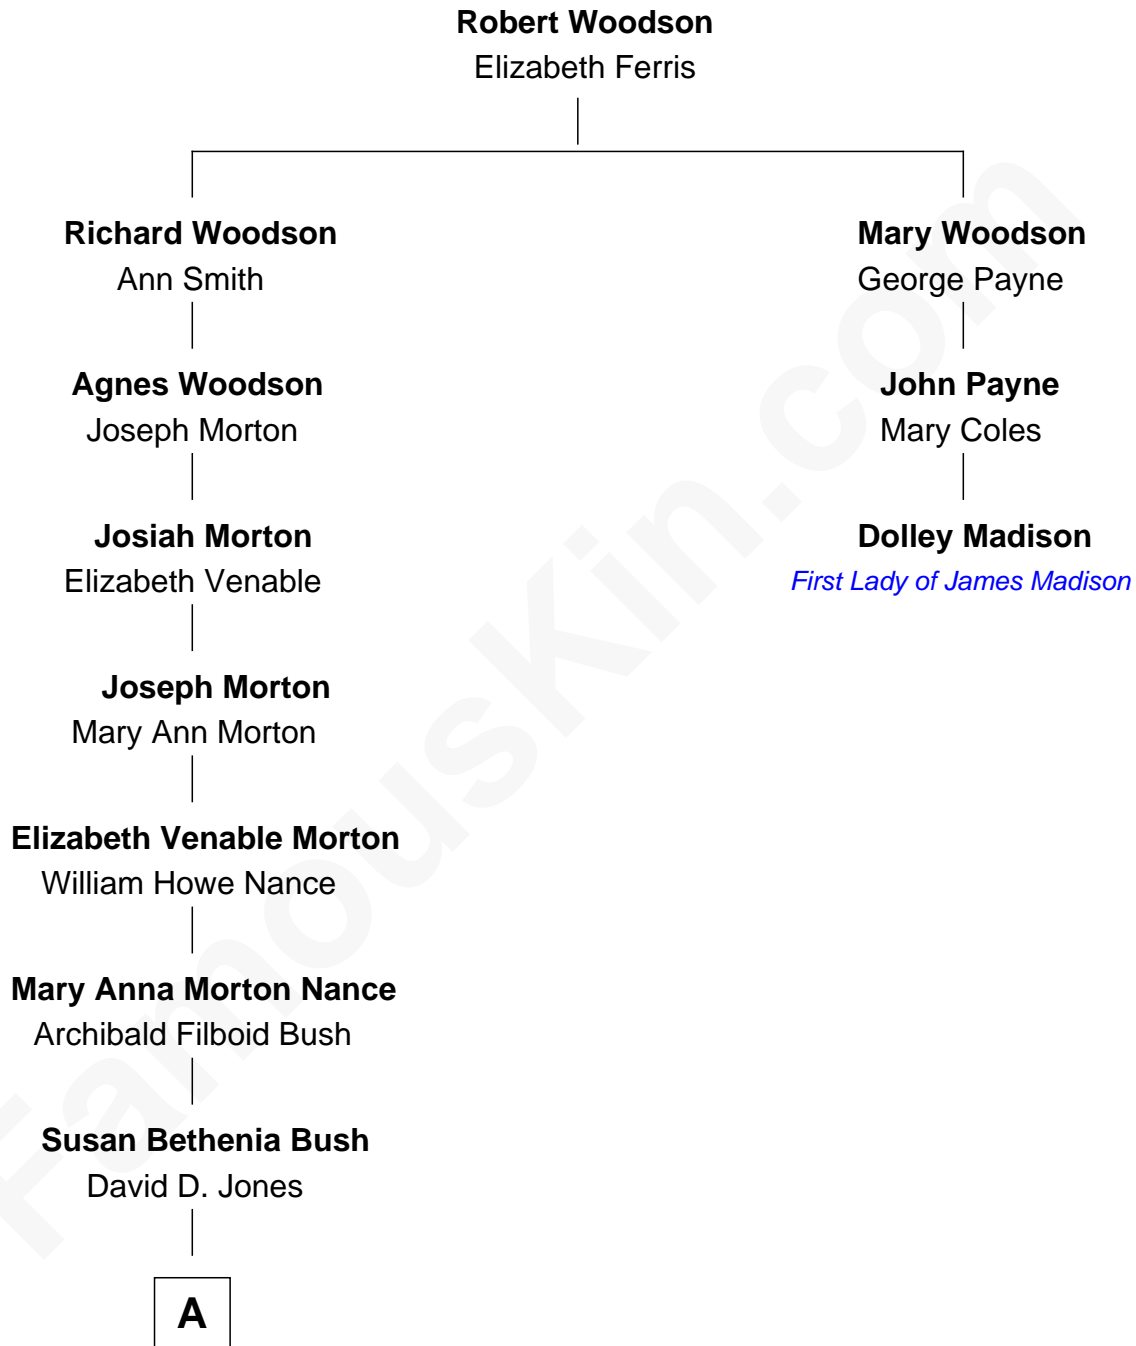 Robert Woodson
Elizabeth Ferris
Richard Woodson
Ann Smith
Mary Woodson
George Payne
Agnes Woodson
Joseph Morton
John Payne
Mary Coles
Josiah Morton
Elizabeth Venable
Dolley Madison
First Lady of James Madison
Joseph Morton
Mary Ann Morton
Elizabeth Venable Morton
William Howe Nance
Mary Anna Morton Nance
Archibald Filboid Bush
Susan Bethenia Bush
David D. Jones
A
FamousKin.com